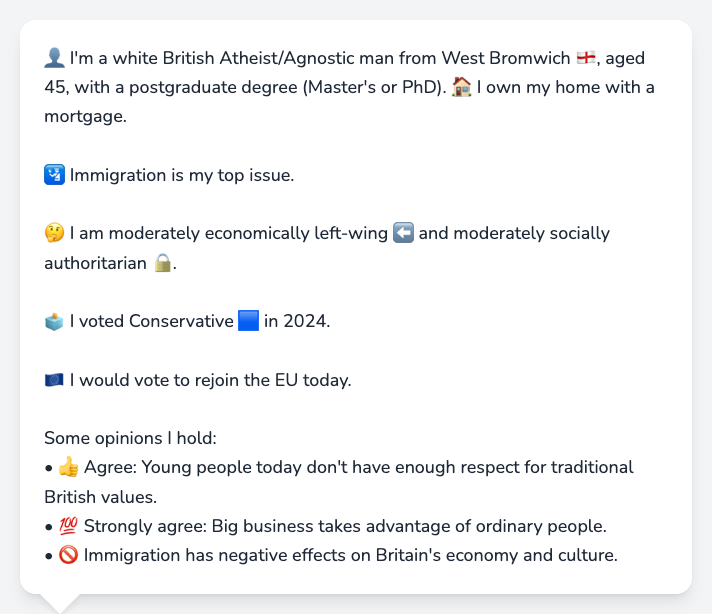 👤 I'm a white British Atheist/Agnostic man from West Bromwich 🏴󠁧󠁢󠁥󠁮󠁧󠁿, aged
45, with a postgraduate degree (Master's or PhD). 🏠 I own my home with a
mortgage.
🛂 Immigration is my top issue.
🤔 I am moderately economically left-wing ⬅️ and moderately socially
authoritarian 🔒.
🗳️ I voted Conservative 🟦 in 2024.
🇪🇺 I would vote to rejoin the EU today.
Some opinions I hold:
• 👍 Agree: Young people today don't have enough respect for traditional
British values.
• 💯 Strongly agree: Big business takes advantage of ordinary people.
• 🚫 Immigration has negative effects on Britain's economy and culture.